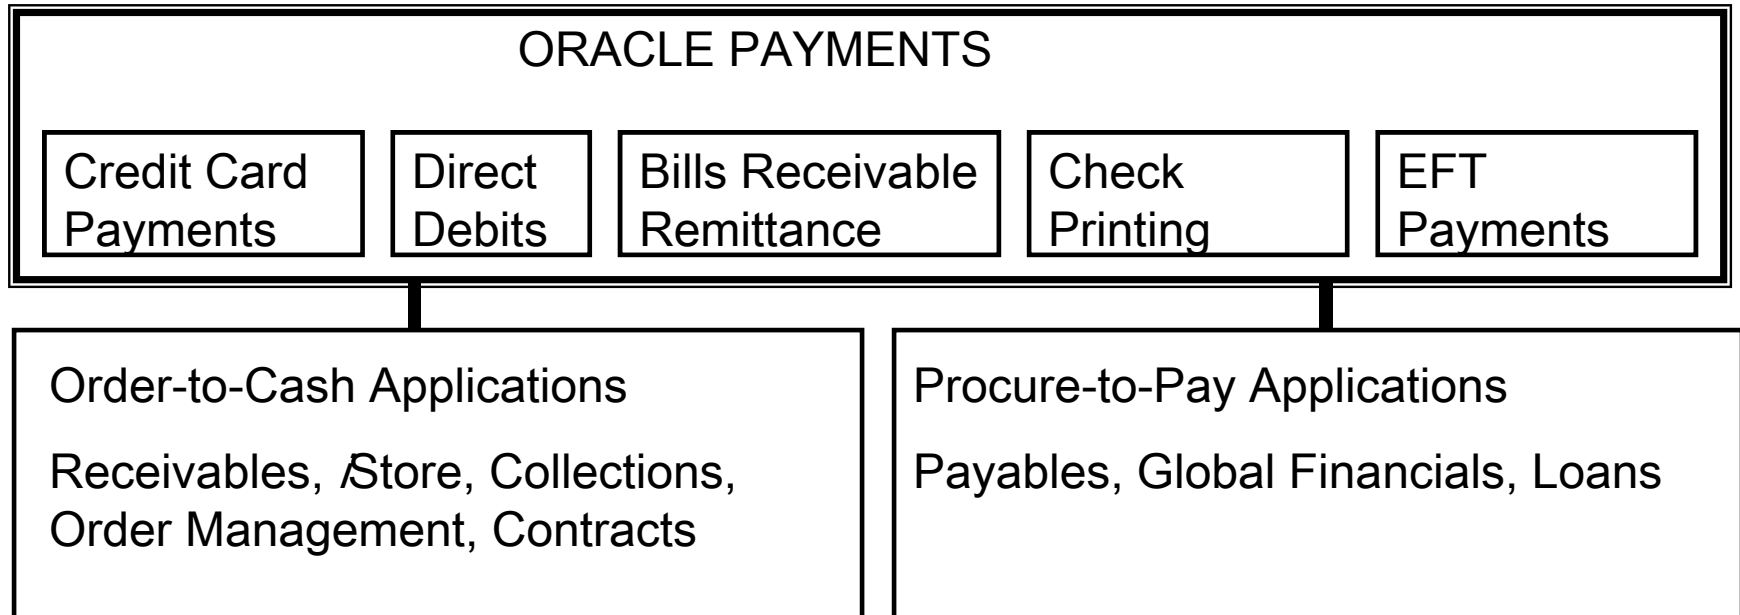 ORACLE PAYMENTS
Credit Card
Payments
Direct
Debits
Bills Receivable
Remittance
Check
Printing
EFT
Payments
Order-to-Cash Applications
Receivables, iStore, Collections,
Order Management, Contracts
Procure-to-Pay Applications
Payables, Global Financials, Loans